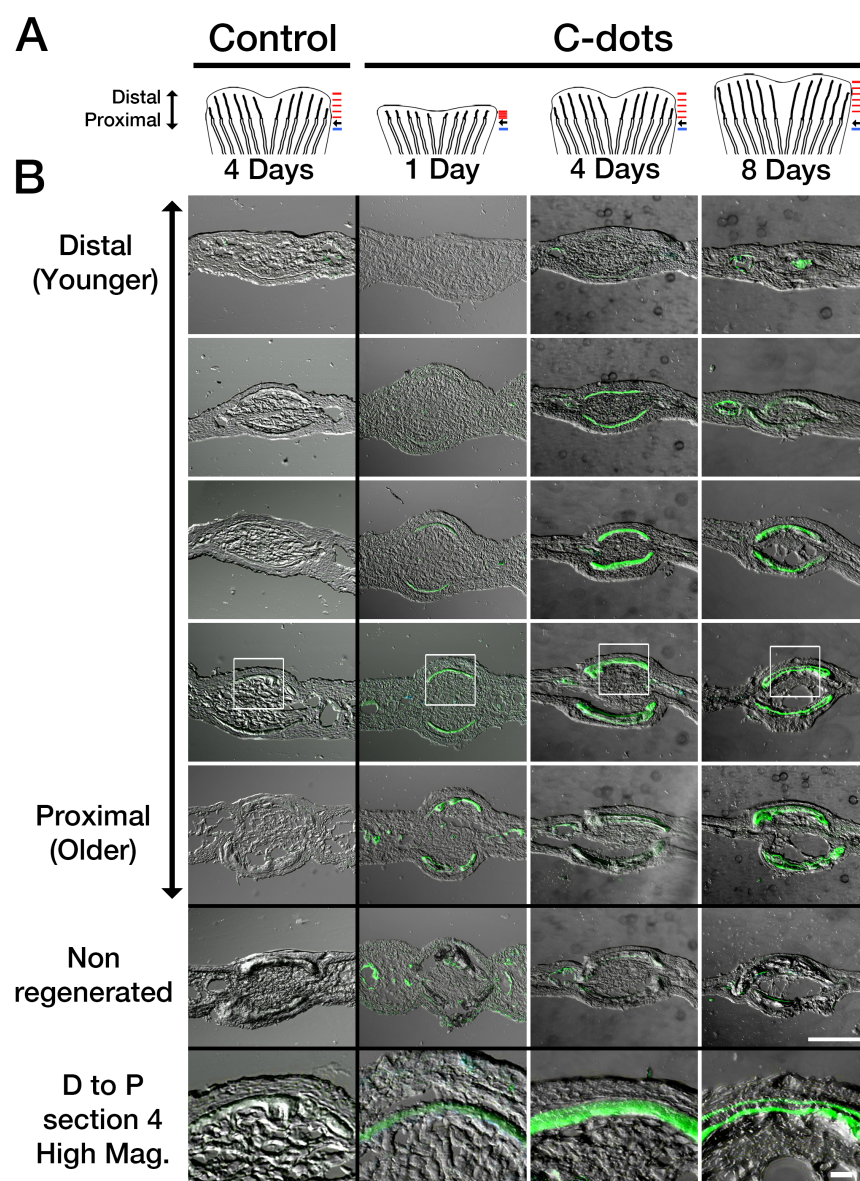 A
Control
C-dots
Distal
Proximal
4 Days
1 Day
4 Days
8 Days
B
Distal
(Younger)
Proximal
(Older)
Non
regenerated
D to P
section 4
High Mag.